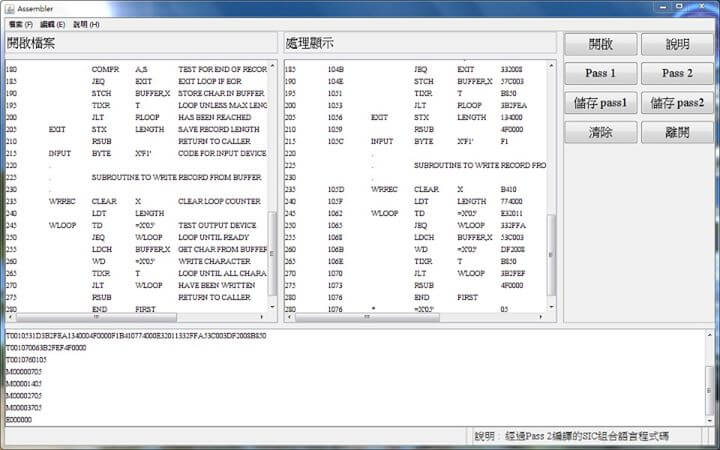 Assembler
檔案 (F) 編輯 (E) 說明 (H)
開啟檔案
180 COMPR A,S TEST FOR END OF RECOR
185 JEQ EXIT EXIT LOOP IF EOR
190 STCH BUFFER,X STORE CHAR IN BUFFER
195 TIXR T LOOP UNLESS MAX LENG
200 JLT RLOOP HAS BEEN REACHED
205 EXIT STX LENGTH SAVE RECORD LENGTH
210 RSUB RETURN TO CALLER
215 INPUT BYTE X'F1' CODE FOR INPUT DEVICE
220 .
225 . SUBROUTINE TO WRITE RECORD FROM BUFFER
230 .
235 WRREC CLEAR X CLEAR LOOP COUNTER
240 LDT LENGTH
245 WLOOP TD =X'05' TEST OUTPUT DEVICE
250 JEQ WLOOP LOOP UNTIL READY
255 LDCH BUFFER,X GET CHAR FROM BUFFER
260 WD =X'05' WRITE CHARACTER
265 TIXR T LOOP UNTIL ALL CHARA
270 JLT WLOOP HAVE BEEN WRITTEN
275 RSUB RETURN TO CALLER
280 END FIRST
處理顯示
185 104B JEQ EXIT 332008
190 104E STCH BUFFER,X 57C003
195 1051 TIXR T B850
200 1053 JLT RLOOP 3B2FEA
205 1056 EXIT STX LENGTH 134000
210 1059 RSUB 4F0000
215 105C INPUT BYTE X'F1' F1
220 .
225 . SUBROUTINE TO WRITE RECORD FRO
230 .
235 105D WRREC CLEAR X B410
240 105F LDT LENGTH 774000
245 1062 WLOOP TD =X'05' E32011
250 1065 JEQ WLOOP 332FFA
255 1068 LDCH BUFFER,X 53C003
260 106B WD =X'05' DF2008
265 106E TIXR T B850
270 1070 JLT WLOOP 3B2FEF
275 1073 RSUB 4F0000
280 1076 END FIRST
280 1076 * =X'05' 05
開啟 說明
Pass 1 Pass 2
儲存 pass1 儲存 pass2
清除 離開
T0010531D3B2FEA1340004F0000F1B410774000E32011332FFA53C003DF2008B850
T001070063B2FEF4F0000
T0010760105
M00000705
M00001405
M00002705
M00003705
E000000
說明 : 經過Pass 2編譯的SIC組合語言程式碼